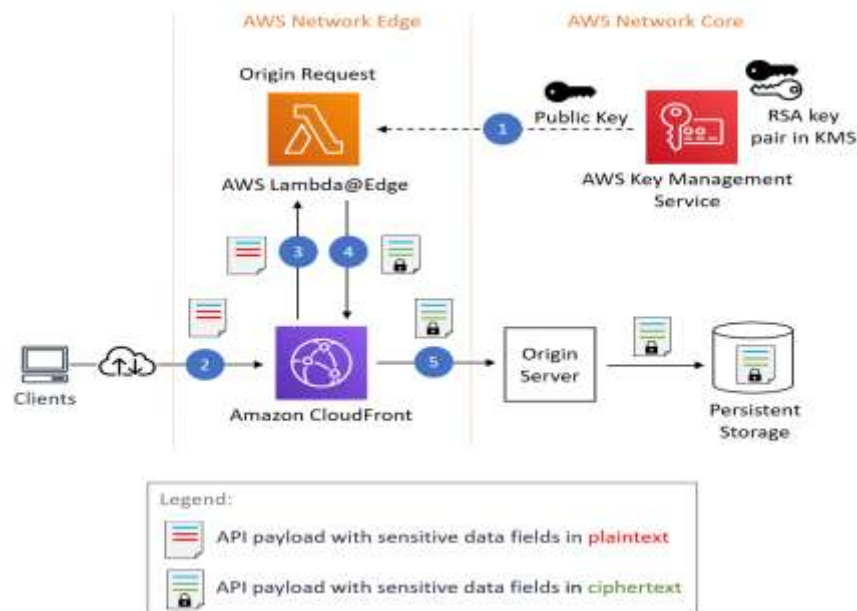 AWS Network Edge
AWS Network Core
Origin Request
Public Key
RSA key
pair in KMS
1
AWS Lambda@Edge
AWS Key Management
Service
3
4
2
5
Clients
Amazon CloudFront
Origin
Server
Persistent
Storage
Legend:
API payload with sensitive data fields in plaintext
API payload with sensitive data fields in ciphertext